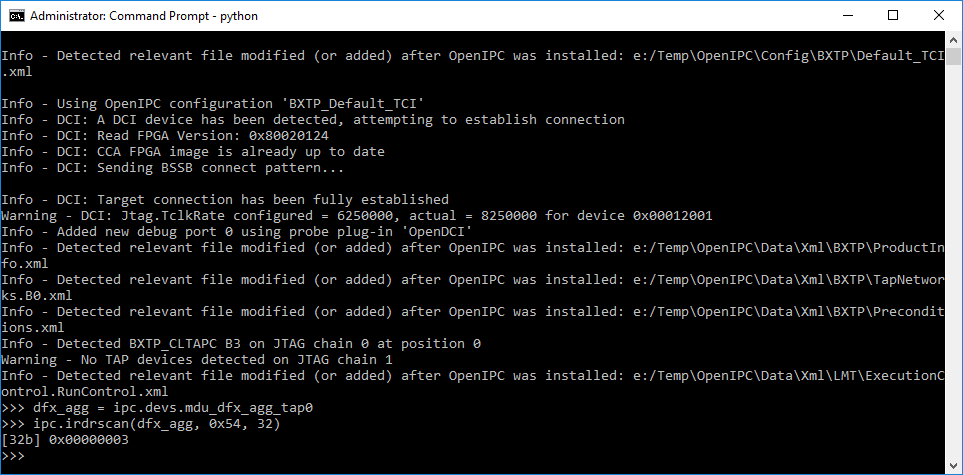 Administrator: Command Prompt - python
Info - Detected relevant file modified (or added) after OpenIPC was installed: e:/Temp\OpenIPC\Config\BXTP\Default_TCI
.xml
Info - Using OpenIPC configuration 'BXTP_Default_TCI'
Info - DCI: A DCI device has been detected, attempting to establish connection
Info - DCI: Read FPGA Version: 0x80020124
Info - DCI: CCA FPGA image is already up to date
Info - DCI: Sending BSSB connect pattern...
Info - DCI: Target connection has been fully established
Warning - DCI: Jtag.TclkRate configured = 6250000, actual = 8250000 for device 0x00012001
Info - Added new debug port 0 using probe plug-in 'OpenDCI'
Info - Detected relevant file modified (or added) after OpenIPC was installed: e:/Temp\OpenIPC\Data\Xml\BXTP\ProductIn
fo.xml
Info - Detected relevant file modified (or added) after OpenIPC was installed: e:/Temp\OpenIPC\Data\Xml\BXTP\TapNetwor
ks.B0.xml
Info - Detected relevant file modified (or added) after OpenIPC was installed: e:/Temp\OpenIPC\Data\Xml\BXTP\Precondit
ions.xml
Info - Detected BXTP_CLTAPC B3 on JTAG chain 0 at position 0
Warning - No TAP devices detected on JTAG chain 1
Info - Detected relevant file modified (or added) after OpenIPC was installed: e:/Temp\OpenIPC\Data\Xml\LMT\ExecutionC
ontrol.RunControl.xml
>>> dfx_agg = ipc.devs.mdu_dfx_agg_tap0
>>> ipc.irdrscan(dfx_agg, 0x54, 32)
[32b] 0x00000003
>>>